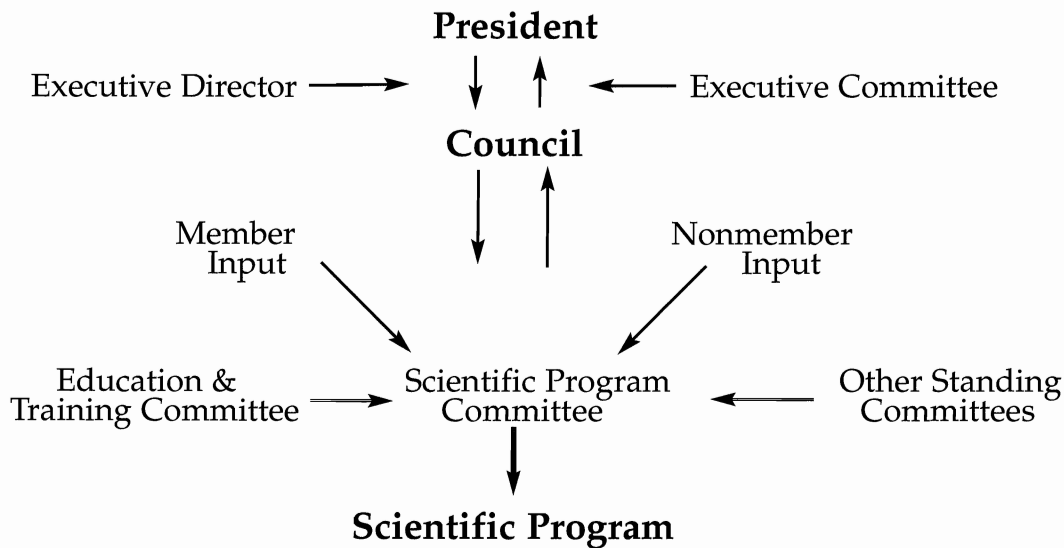 President
Executive Director
Executive Committee
Council
Member
Input
Nonmember
Input
Education &
Training Committee
Scientific Program
Committee
Other Standing
Committees
Scientific Program